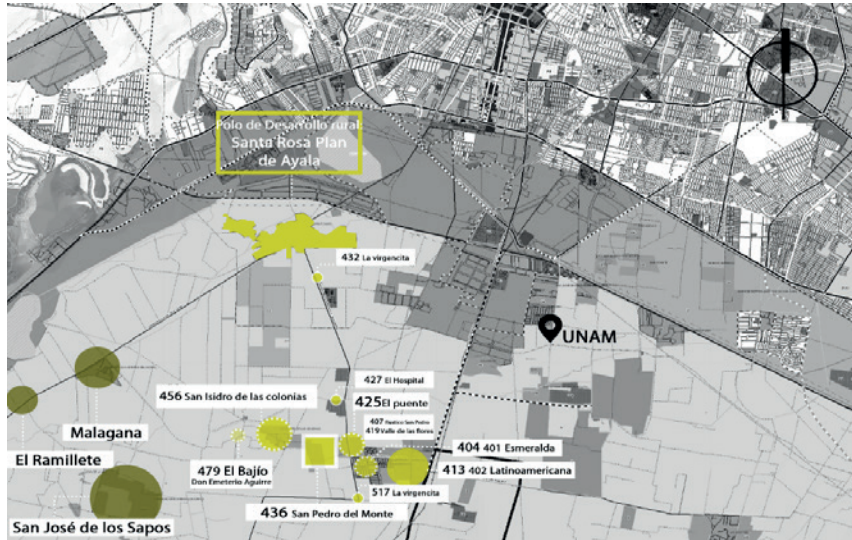 Polo de Desarrollo rural:
Santa Rosa Plan
de Ayala
432 La virgencita
UNAM
427 El Hospital
456 San Isidro de las colonias
425 El puente
407 Rustico San Pedro
419 Valle de las flores
Malagana
404 401 Esmeralda
El Ramillete
479 El Bajío
Don Emeterio Aguirre
413 402 Latinoamericana
517 La virgencita
436 San Pedro del Monte
San José de los Sapos